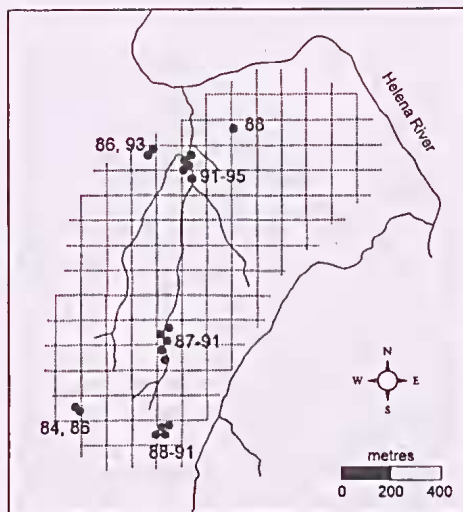 Helena River
88
86, 93
91-95
87-91
84, 86
88-91
N
W E
S
metres
0 200 400